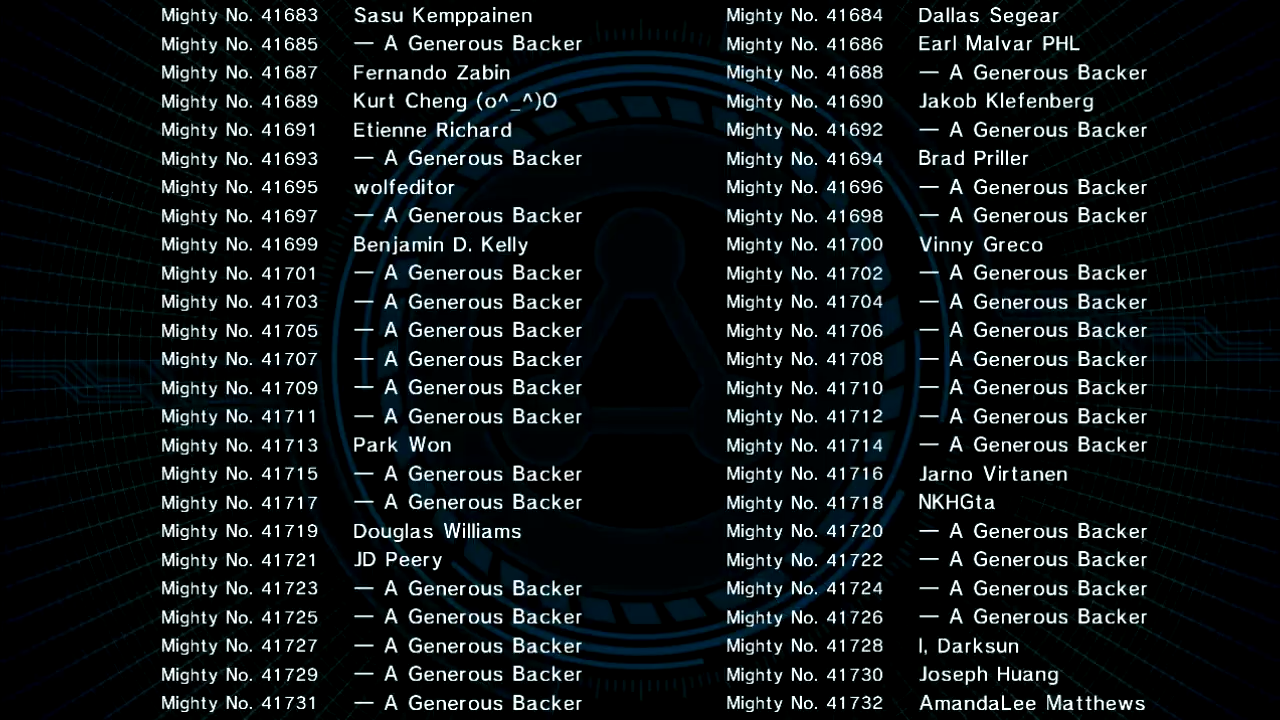 Mighty No. 41683 Sasu Kemppainen Mighty No. 41684 Dallas Segear
Mighty No. 41685 — A Generous Backer Mighty No. 41686 Earl Malvar PHL
Mighty No. 41687 Fernando Zabin Mighty No. 41688 — A Generous Backer
Mighty No. 41689 Kurt Cheng (o^_^)O Mighty No. 41690 Jakob Klefenberg
Mighty No. 41691 Etienne Richard Mighty No. 41692 — A Generous Backer
Mighty No. 41693 — A Generous Backer Mighty No. 41694 Brad Priller
Mighty No. 41695 wolfeditor Mighty No. 41696 — A Generous Backer
Mighty No. 41697 — A Generous Backer Mighty No. 41698 — A Generous Backer
Mighty No. 41699 Benjamin D. Kelly Mighty No. 41700 Vinny Greco
Mighty No. 41701 — A Generous Backer Mighty No. 41702 — A Generous Backer
Mighty No. 41703 — A Generous Backer Mighty No. 41704 — A Generous Backer
Mighty No. 41705 — A Generous Backer Mighty No. 41706 — A Generous Backer
Mighty No. 41707 — A Generous Backer Mighty No. 41708 — A Generous Backer
Mighty No. 41709 — A Generous Backer Mighty No. 41710 — A Generous Backer
Mighty No. 41711 — A Generous Backer Mighty No. 41712 — A Generous Backer
Mighty No. 41713 Park Won Mighty No. 41714 — A Generous Backer
Mighty No. 41715 — A Generous Backer Mighty No. 41716 Jarno Virtanen
Mighty No. 41717 — A Generous Backer Mighty No. 41718 NKHGta
Mighty No. 41719 Douglas Williams Mighty No. 41720 — A Generous Backer
Mighty No. 41721 JD Peery Mighty No. 41722 — A Generous Backer
Mighty No. 41723 — A Generous Backer Mighty No. 41724 — A Generous Backer
Mighty No. 41725 — A Generous Backer Mighty No. 41726 — A Generous Backer
Mighty No. 41727 — A Generous Backer Mighty No. 41728 I, Darksun
Mighty No. 41729 — A Generous Backer Mighty No. 41730 Joseph Huang
Mighty No. 41731 — A Generous Backer Mighty No. 41732 AmandaLee Matthews